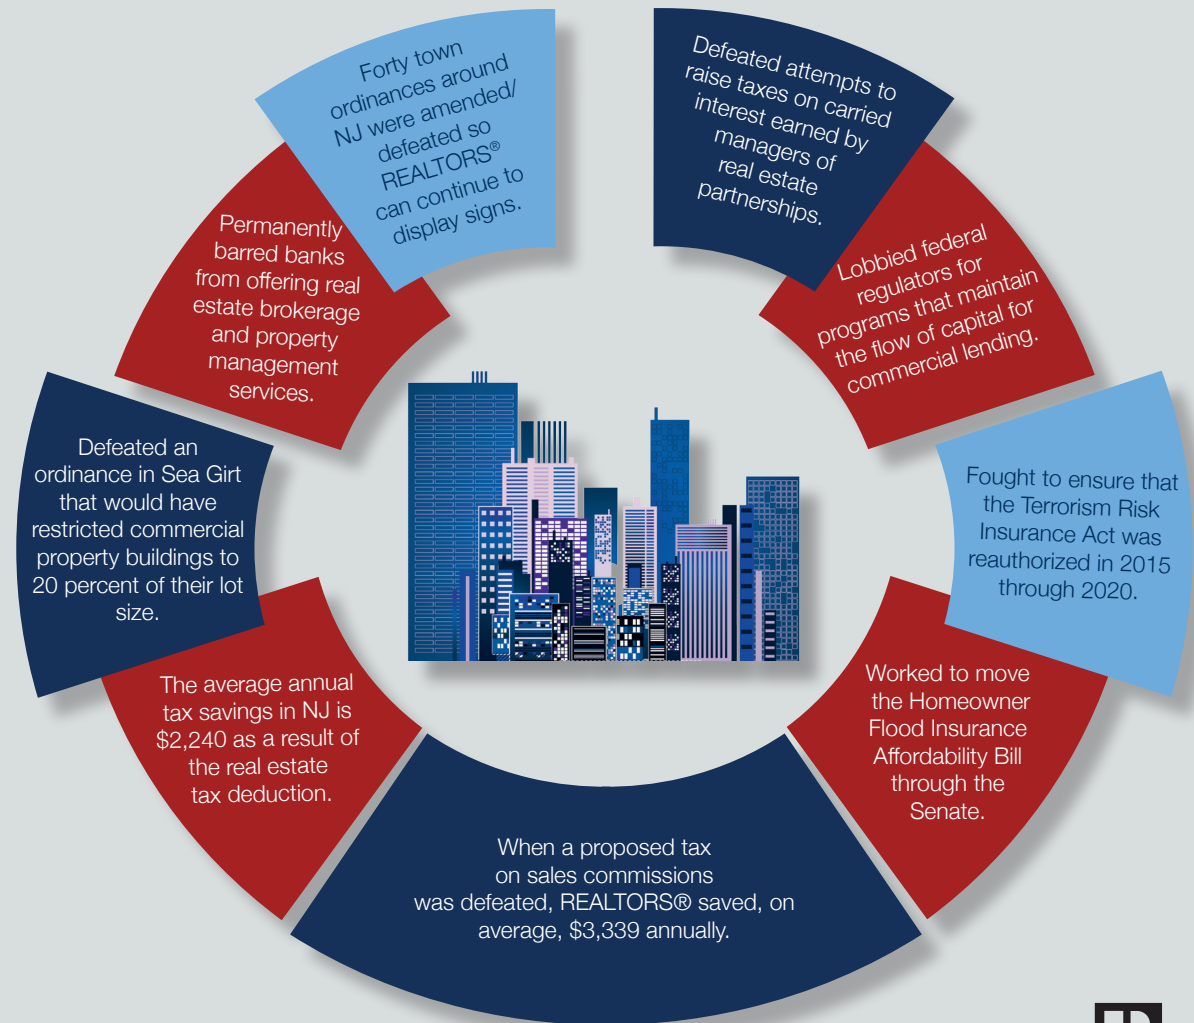 Forty town
ordinances around
NJ were amended/
defeated so
REALTORS®
can continue to
display signs.
Defeated attempts to
raise taxes on carried
interest earned by
managers of
real estate
partnerships.
Permanently
barred banks
from offering real
estate brokerage
and property
management
services.
Lobbied federal
regulators for
programs that maintain
the flow of capital for
commercial lending.
Defeated an
ordinance in Sea Girt
that would have
restricted commercial
property buildings to
20 percent of their lot
size.
Fought to ensure that
the Terrorism Risk
Insurance Act was
reauthorized in 2015
through 2020.
The average annual
tax savings in NJ is
$2,240 as a result of
the real estate
tax deduction.
Worked to move
the Homeowner
Flood Insurance
Affordability Bill
through the
Senate.
When a proposed tax
on sales commissions
was defeated, REALTORS® saved, on
average, $3,339 annually.